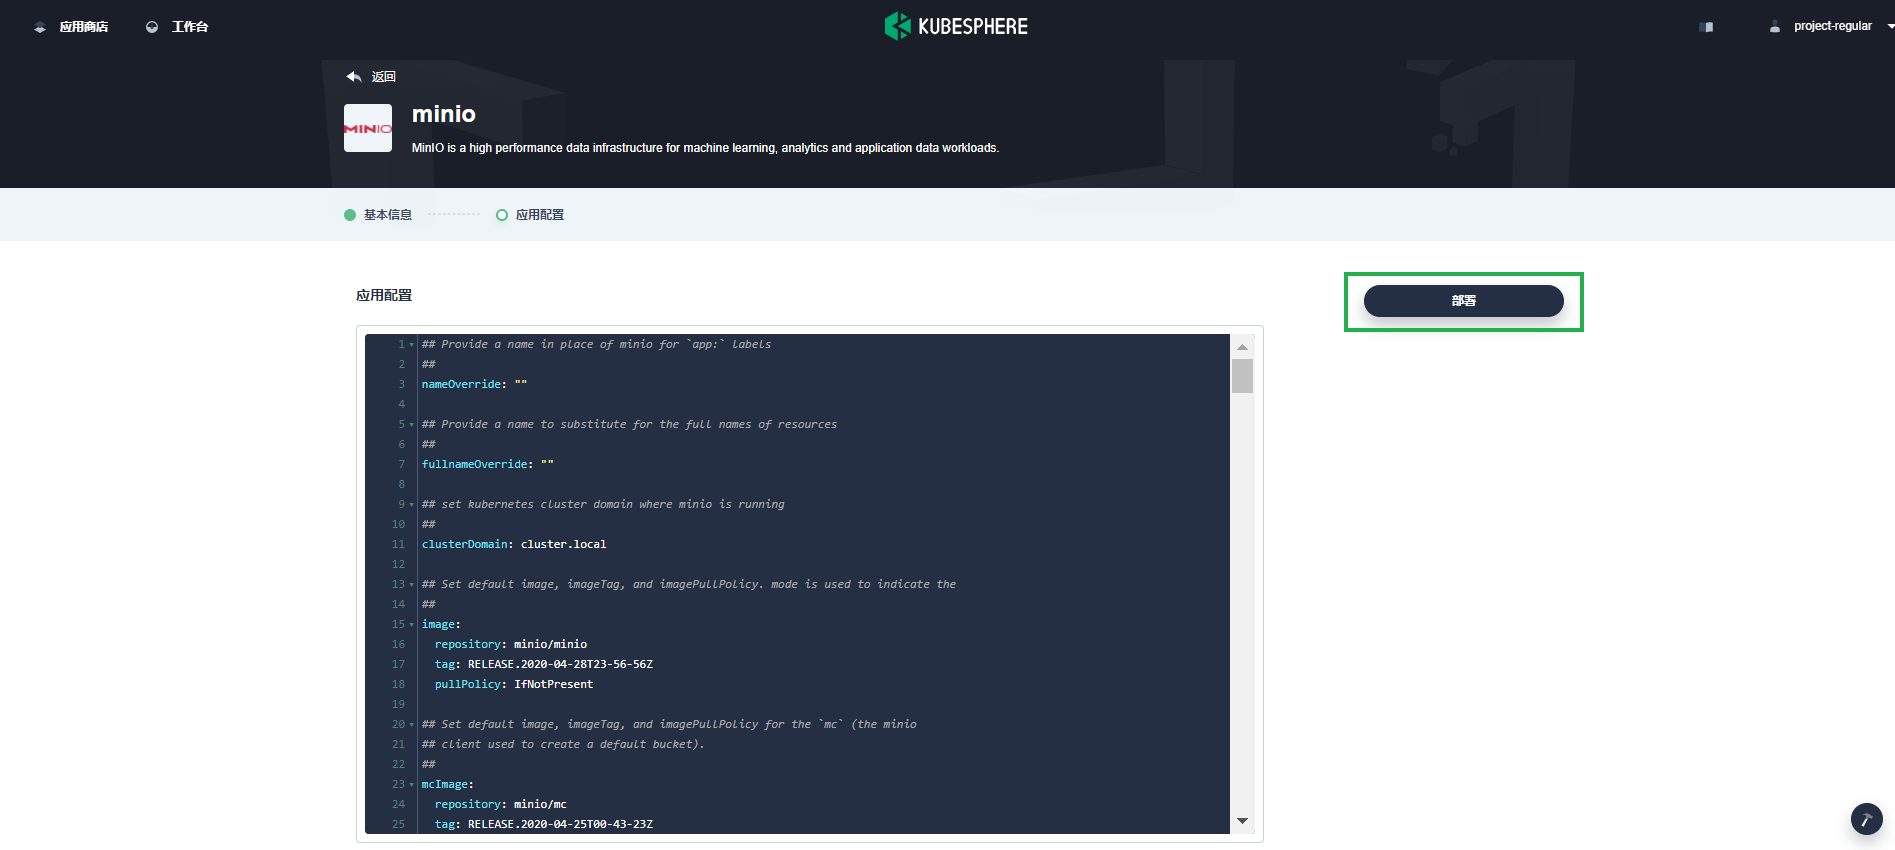 应用商店 工作台 KUBESPHERE project-regular
返回
MINIO
minio
MinIO is a high performance data infrastructure for machine learning, analytics and application data workloads.
基本信息 应用配置
应用配置
部署
1 ## Provide a name in place of minio for `app:` labels
2 ##
3 nameOverride: ""
4
5 ## Provide a name to substitute for the full names of resources
6 ##
7 fullnameOverride: ""
8
9 ## set kubernetes cluster domain where minio is running
10 ##
11 clusterDomain: cluster.local
12
13 ## Set default image, imageTag, and imagePullPolicy. mode is used to indicate the
14 ##
15 image:
16 repository: minio/minio
17 tag: RELEASE.2020-04-28T23-56-56Z
18 pullPolicy: IfNotPresent
19
20 ## Set default image, imageTag, and imagePullPolicy for the `mc` (the minio
21 ## client used to create a default bucket).
22 ##
23 mcImage:
24 repository: minio/mc
25 tag: RELEASE.2020-04-25T00-43-23Z